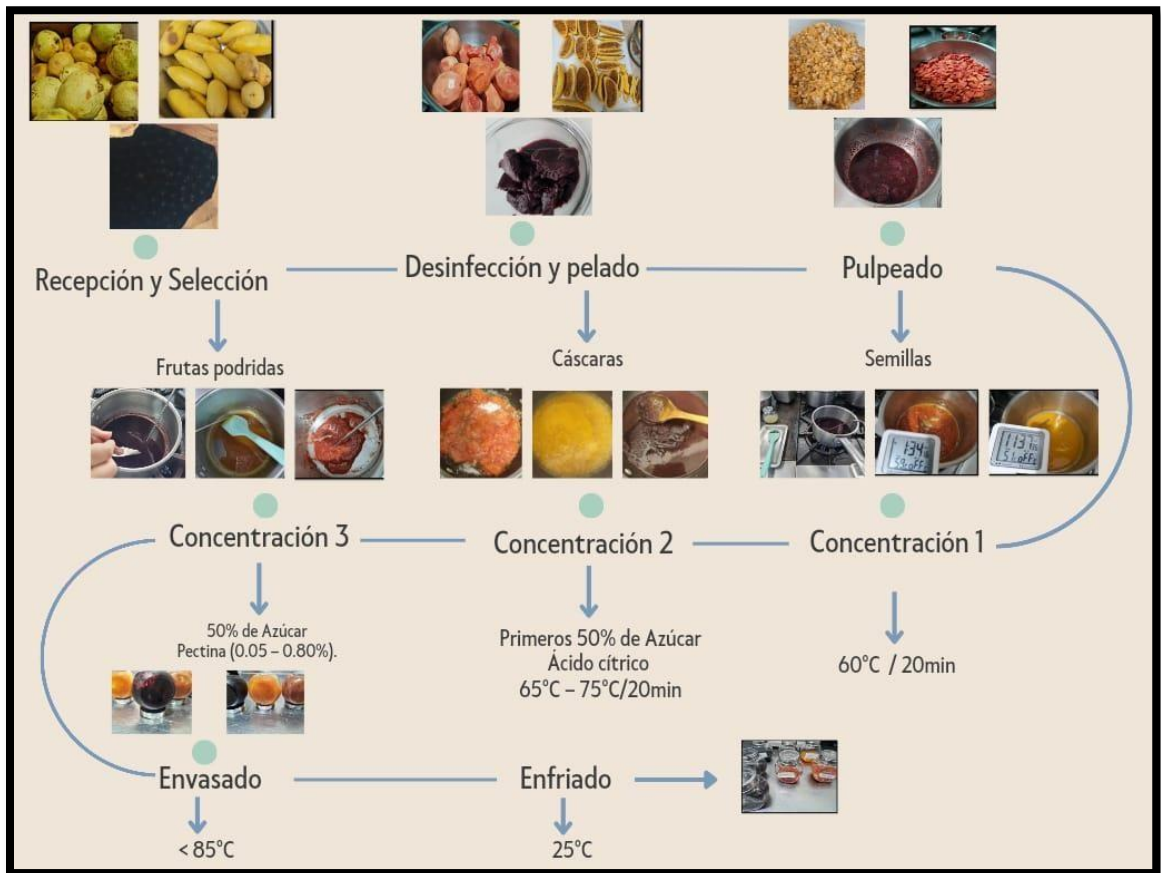 Recepción y Selección
Desinfección y pelado
Pulpeado
Frutas podridas
Cáscaras
Semillas
Concentración 3
Concentración 2
Concentración 1
50% de Azúcar
Pectina (0.05 – 0.80%).
Primeros 50% de Azúcar
Ácido cítrico
65°C – 75°C/20min
60°C / 20min
Envasado
Enfriado
< 85°C
25°C